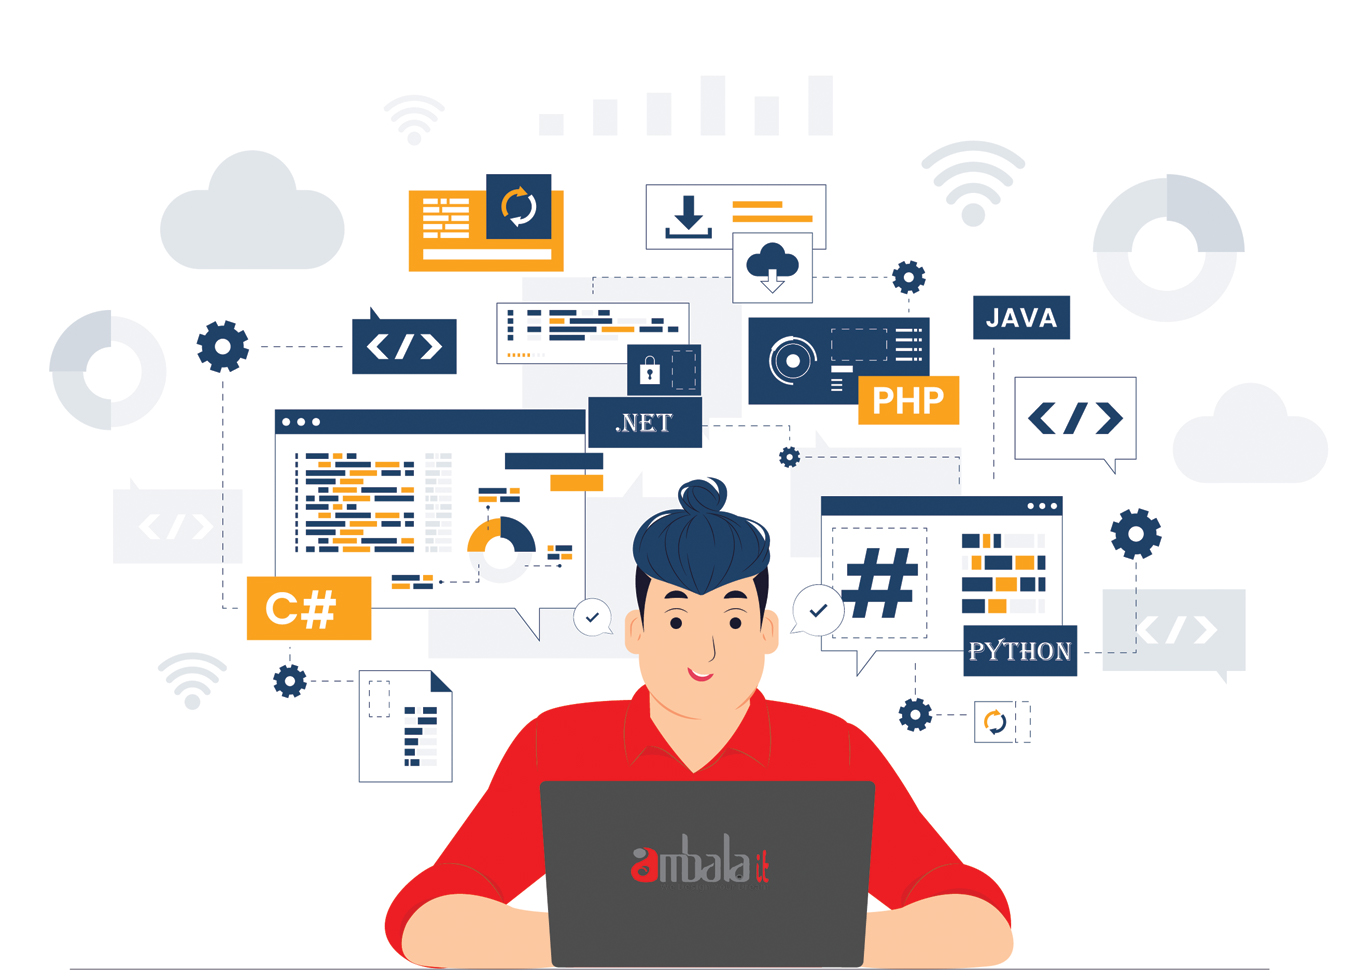 JAVA
</>
</>
PHP
.NET
</>
#
C#
</>
PYTHON
ambala it